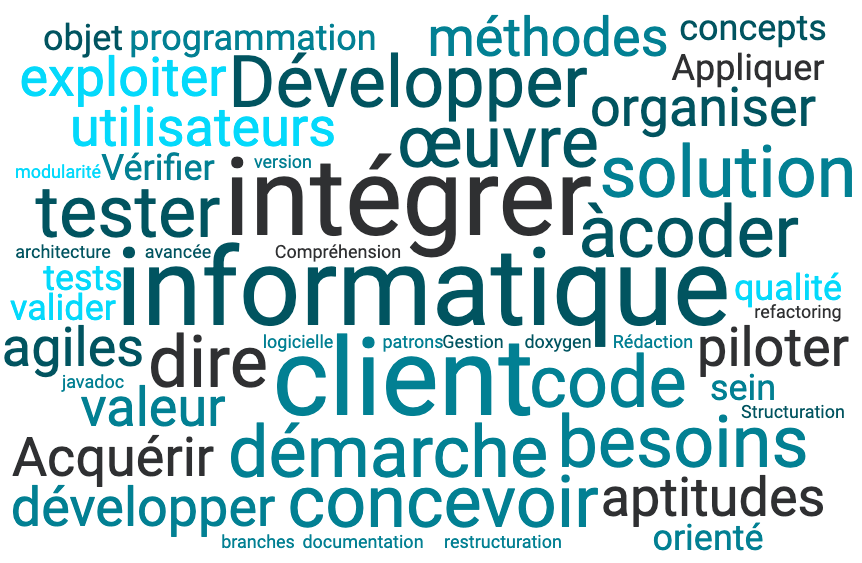 objet programmation méthodes concepts
exploiter Développer Appliquer
utilisateurs œuvre organiser
modularité Vérifier version solution
tester intégrer àcoder
architecture avancée Compréhension
tests informatique qualité
valider refactoring
agiles dire logicielle patrons Gestion doxygen Rédaction piloter
javadoc client code sein
valeur Structuration
Acquérir démarche besoins
développer concevoir aptitudes
branches documentation restructuration orienté